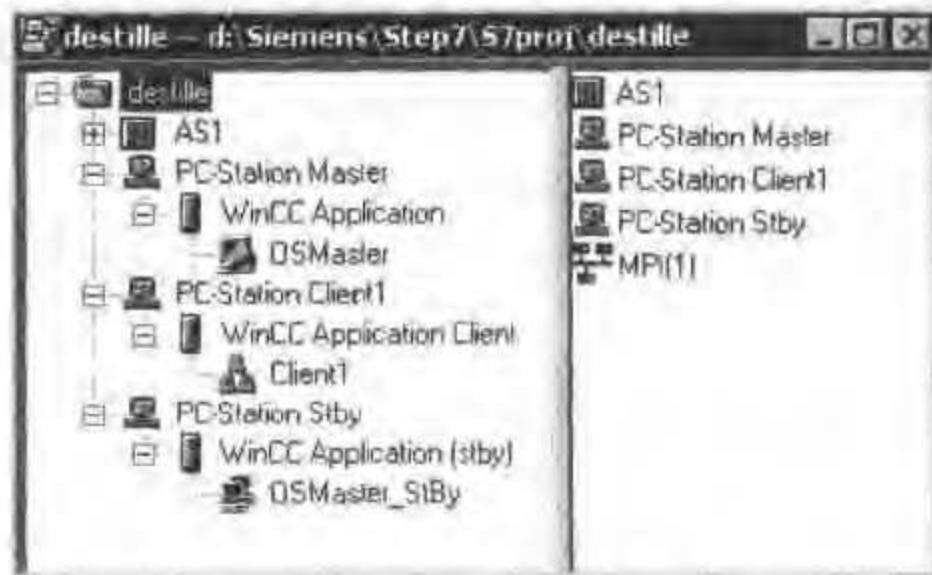 destille -- d:\Siemens\Step7\S7proj\destille
destille
AS1
PC-Station Master
WinCC Application
OSMaster
PC-Station Client1
WinCC Application Client
Client1
PC-Station Stby
WinCC Application (stby)
OSMaster_StBy
AS1
PC-Station Master
PC-Station Client1
PC-Station Stby
MPI(1)